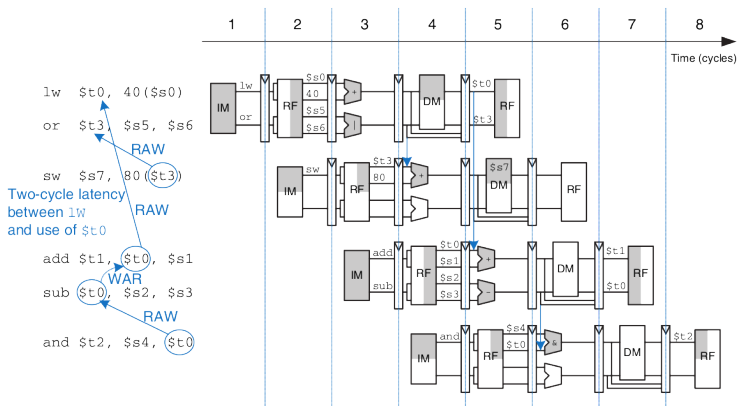 1 2 3 4 5 6 7 8
Time (cycles)
lw $t0, 40($s0)
or $t3, $s5, $s6
RAW
sw $s7, 80($t3)
Two-cycle latency
between lW
and use of $t0
RAW
add $t1, $t0, $s1
WAR
sub $t0, $s2, $s3
RAW
and $t2, $s4, $t0
IM
lw
or
RF
$s0
40
$s5
$s6
+
|
DM
$t0
$t3
RF
IM
sw
RF
$t3
80
+
$s7
DM
RF
IM
add
sub
RF
$t0
$s1
$s2
$s3
+
-
DM
$t1
$t0
RF
IM
and
RF
$s4
$t0
&
DM
$t2
RF